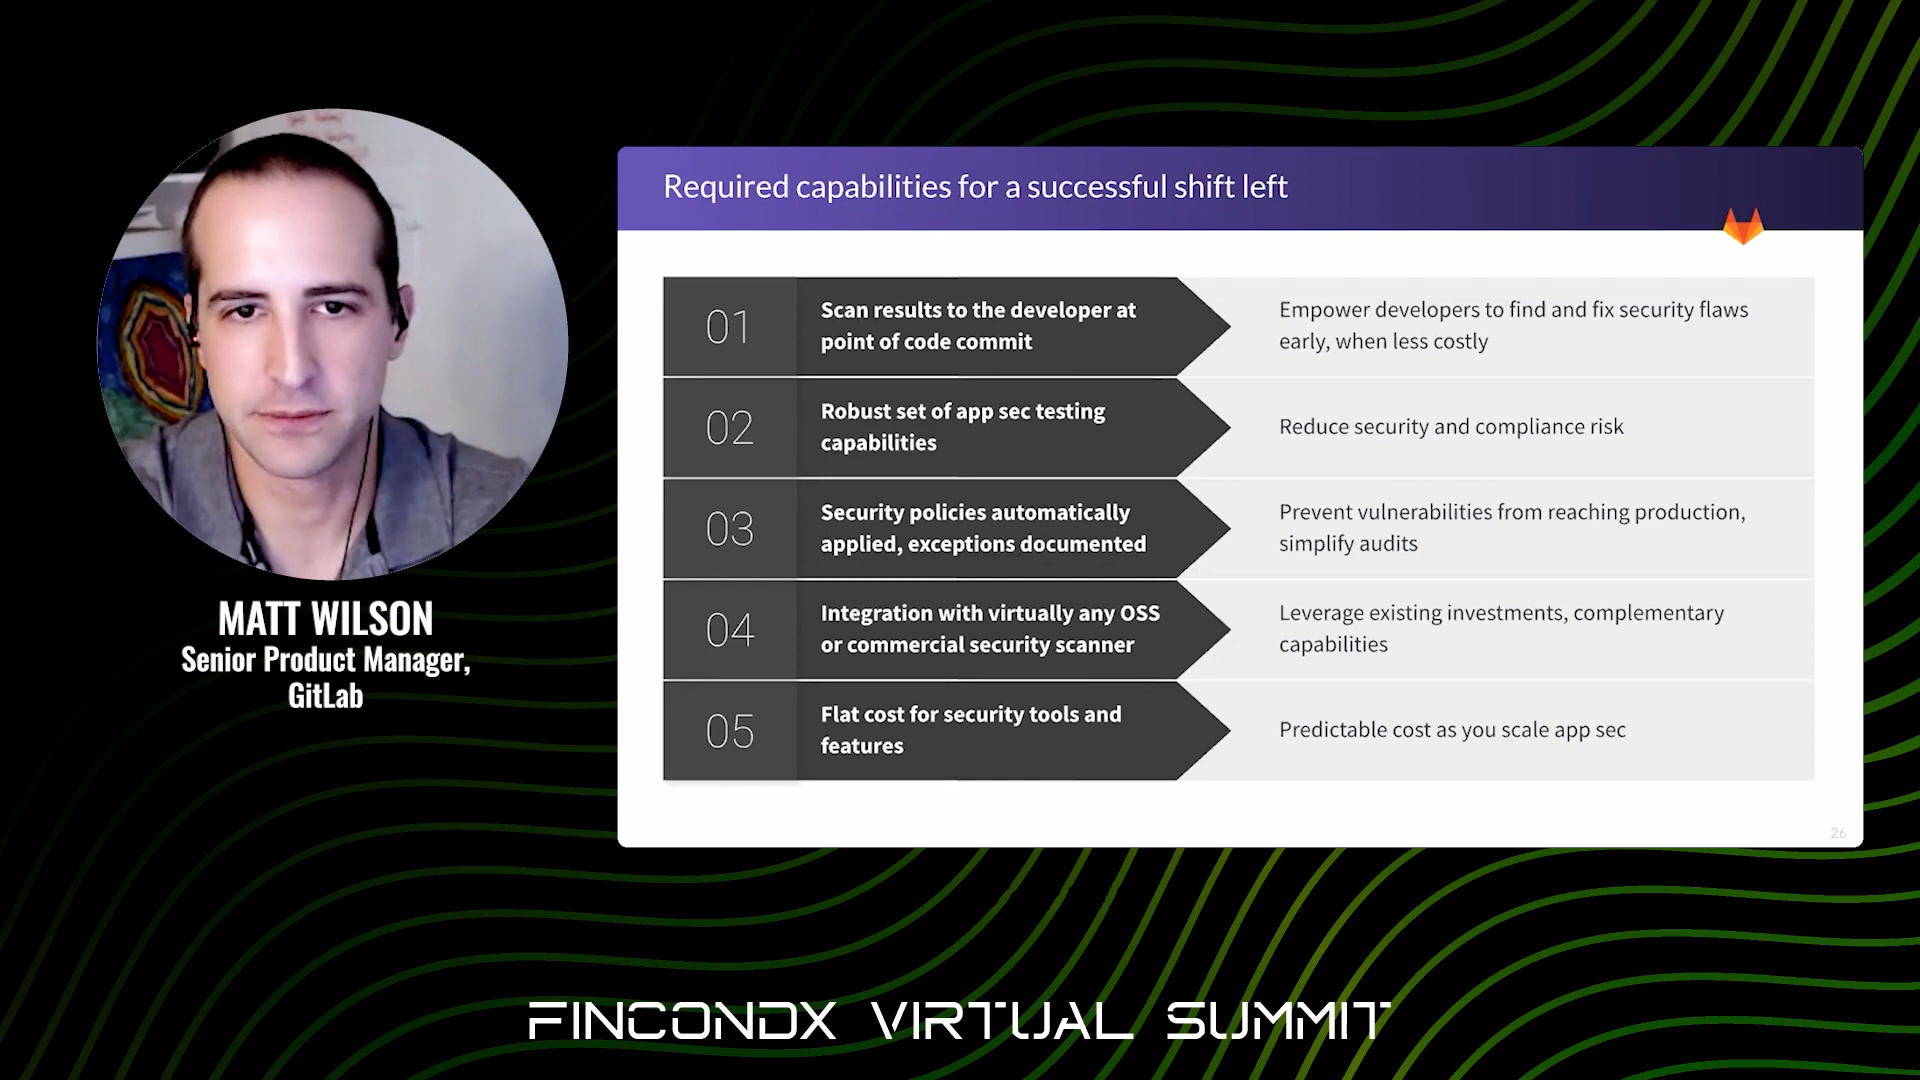 MATT WILSON
Senior Product Manager,
GitLab
Required capabilities for a successful shift left
01
Scan results to the developer at
point of code commit
Empower developers to find and fix security flaws
early, when less costly
02
Robust set of app sec testing
capabilities
Reduce security and compliance risk
03
Security policies automatically
applied, exceptions documented
Prevent vulnerabilities from reaching production,
simplify audits
04
Integration with virtually any OSS
or commercial security scanner
Leverage existing investments, complementary
capabilities
05
Flat cost for security tools and
features
Predictable cost as you scale app sec
26
FINCONDX VIRTUAL SUMMIT